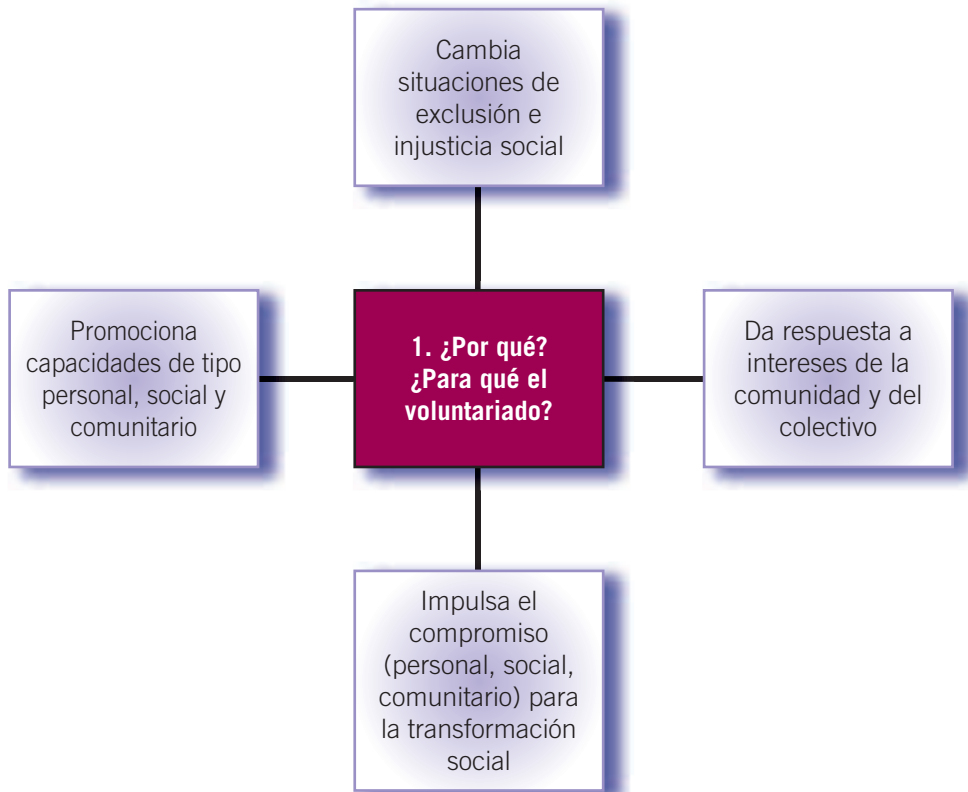 Cambia
situaciones de
exclusión e
injusticia social
Promociona
capacidades de tipo
personal, social y
comunitario
1. ¿Por qué?
¿Para qué el
voluntariado?
Da respuesta a
intereses de la
comunidad y del
colectivo
Impulsa el
compromiso
(personal, social,
comunitario) para
la transformación
social